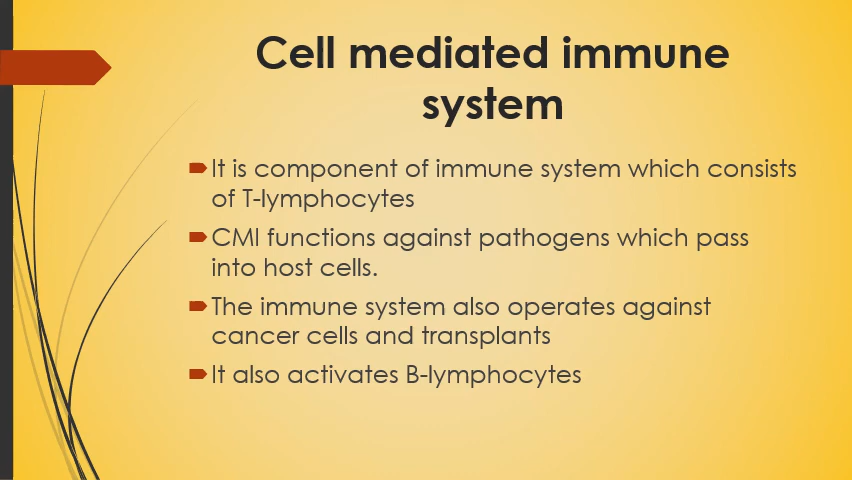 Cell mediated immune
system
It is component of immune system which consists
of T-lymphocytes
CMI functions against pathogens which pass
into host cells.
The immune system also operates against
cancer cells and transplants
It also activates B-lymphocytes